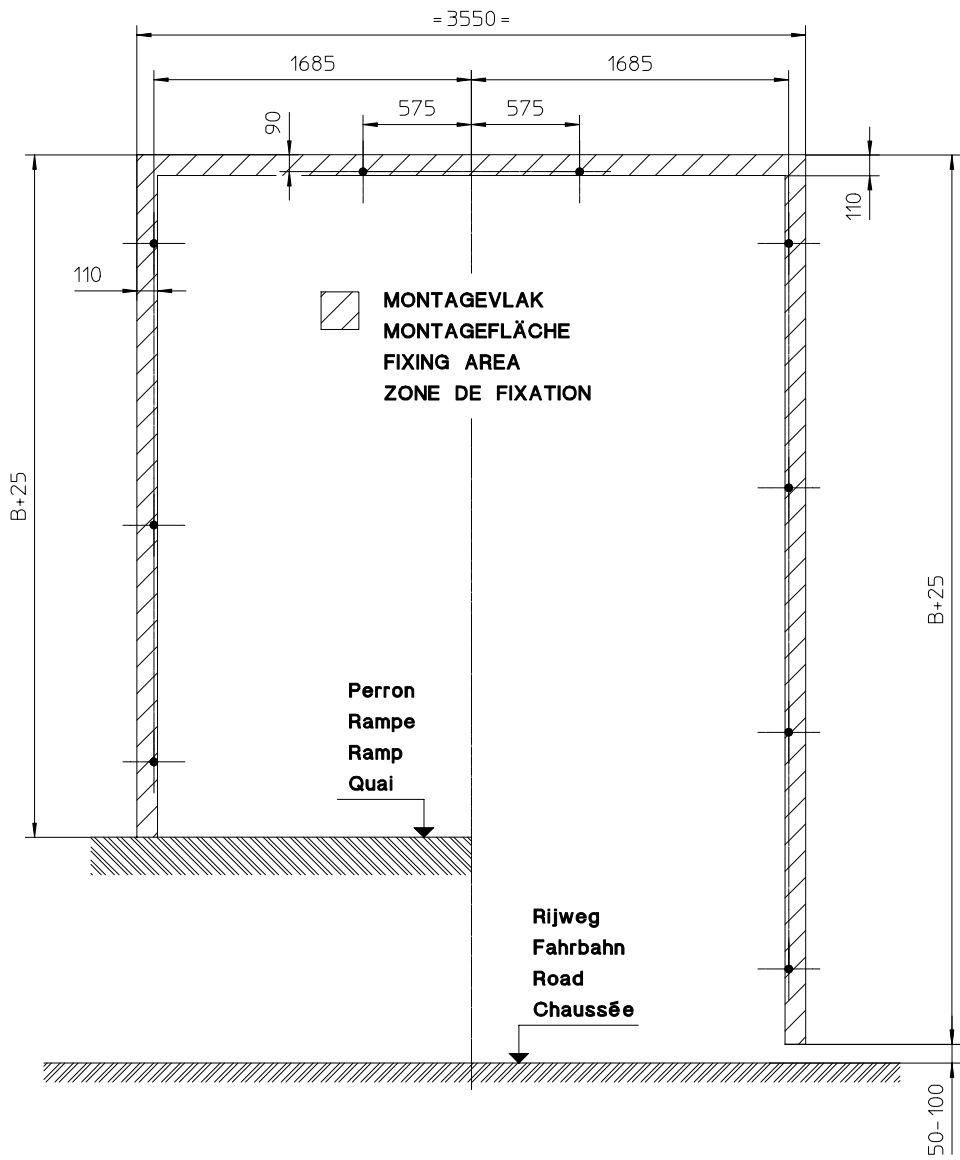 =3550=
1685
1685
575
575
90
110
110
MONTAGEVLAK
MONTAGEFLÄCHE
FIXING AREA
ZONE DE FIXATION
B+25
B+25
Perron
Rampe
Ramp
Quai
Rijweg
Fahrbahn
Road
Chaussée
50-100